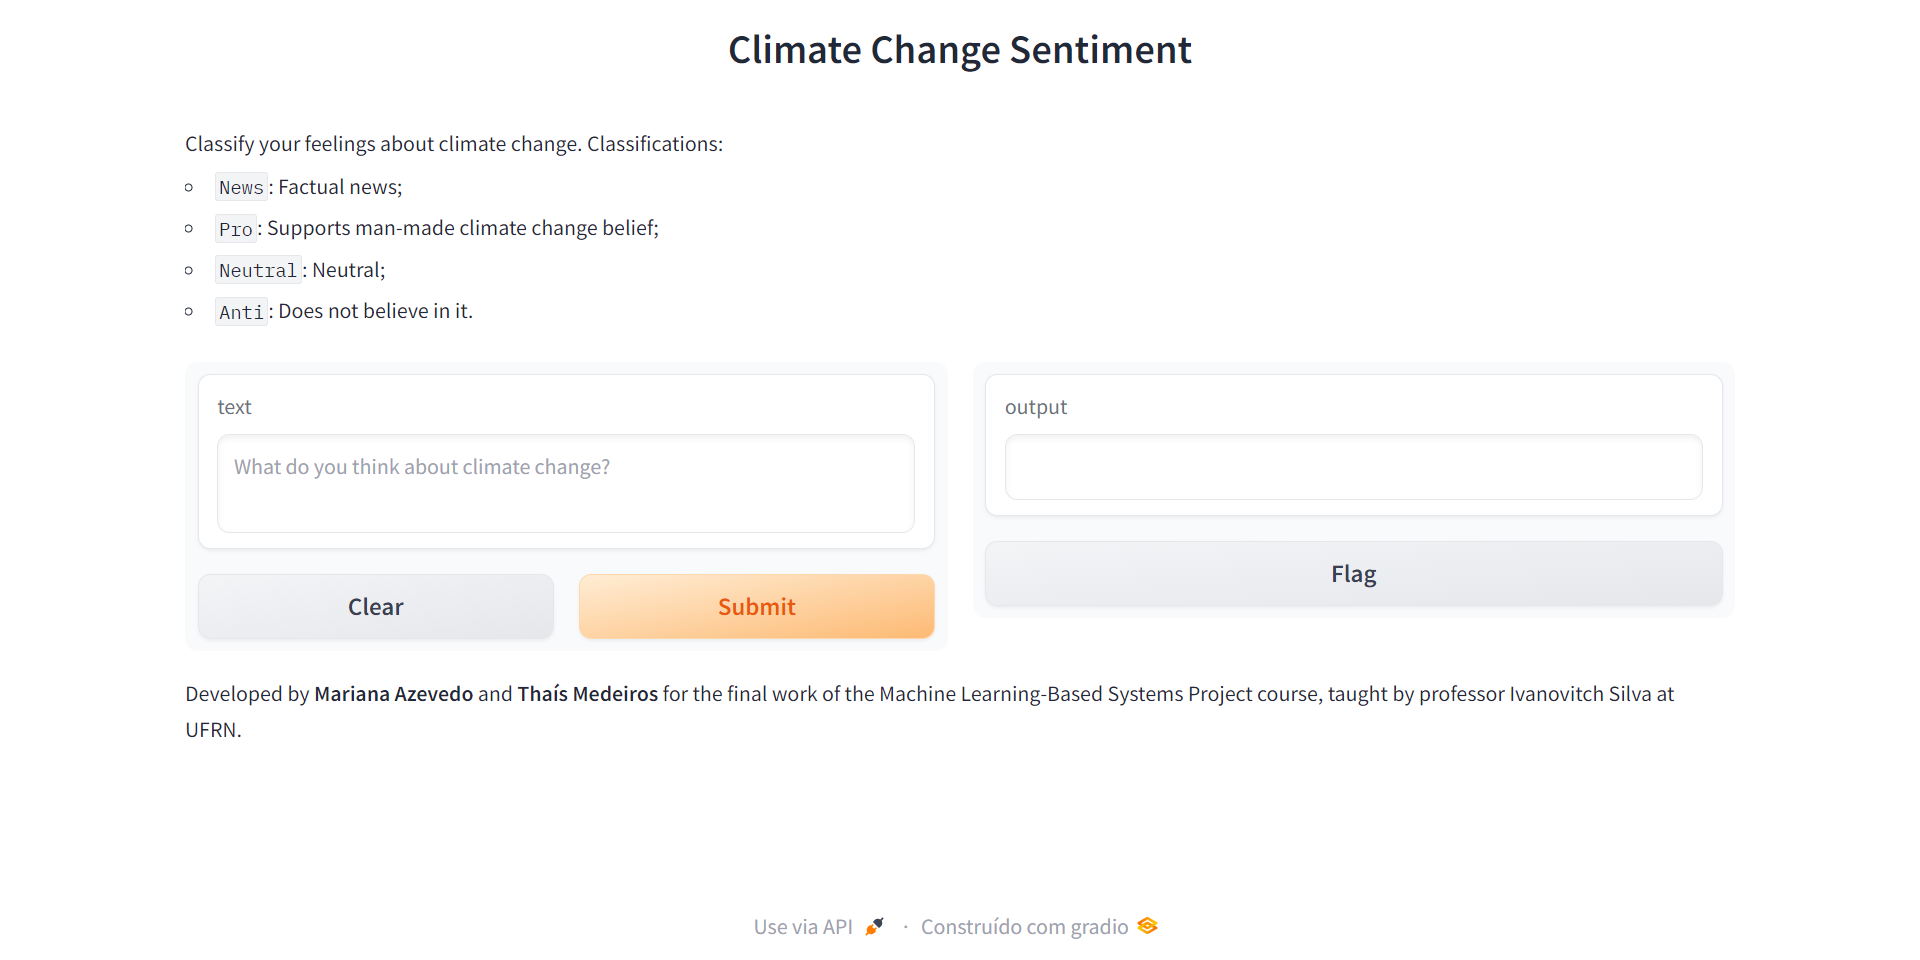 Climate Change Sentiment
Classify your feelings about climate change. Classifications:
News: Factual news;
Pro: Supports man-made climate change belief;
Neutral: Neutral;
Anti: Does not believe in it.
text
What do you think about climate change?
Clear
Submit
output
Flag
Developed by Mariana Azevedo and Thaís Medeiros for the final work of the Machine Learning-Based Systems Project course, taught by professor Ivanovitch Silva at
UFRN.
Use via API · Construído com gradio